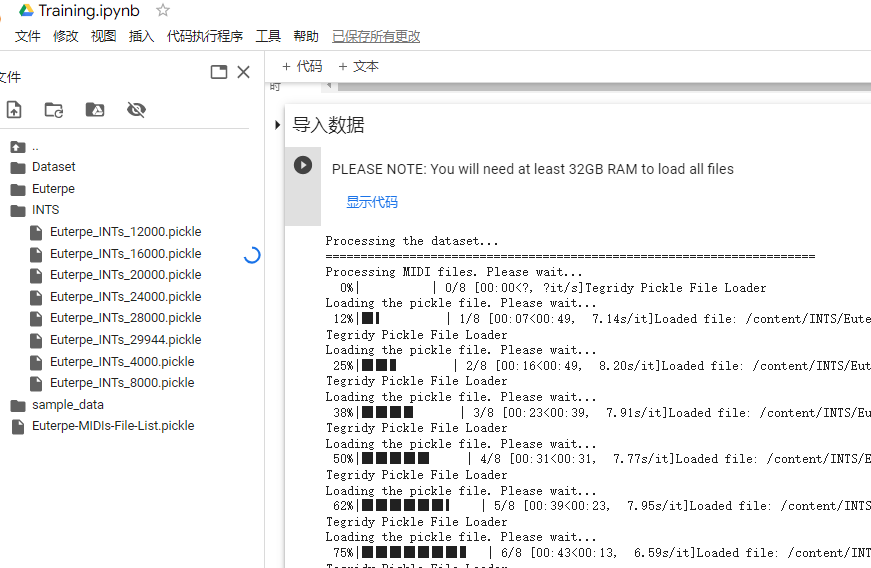 Training.ipynb
文件 修改 视图 插入 代码执行程序 工具 帮助 已保存所有更改
文件
+ 代码 + 文本
时
..
Dataset
Euterpe
INTS
Euterpe_INTs_12000.pickle
Euterpe_INTs_16000.pickle
Euterpe_INTs_20000.pickle
Euterpe_INTs_24000.pickle
Euterpe_INTs_28000.pickle
Euterpe_INTs_29944.pickle
Euterpe_INTs_4000.pickle
Euterpe_INTs_8000.pickle
sample_data
Euterpe-MIDIs-File-List.pickle
导入数据
PLEASE NOTE: You will need at least 32GB RAM to load all files
显示代码
Processing the dataset...
======================================================================
Processing MIDI files. Please wait...
0%| | 0/8 [00:00<?, ?it/s]Tegridy Pickle File Loader
Loading the pickle file. Please wait...
12%|█▎ | 1/8 [00:07<00:49, 7.14s/it]Loaded file: /content/INTS/Eute
Tegridy Pickle File Loader
Loading the pickle file. Please wait...
25%|██▌ | 2/8 [00:16<00:49, 8.20s/it]Loaded file: /content/INTS/Eut
Tegridy Pickle File Loader
Loading the pickle file. Please wait...
38%|███▊ | 3/8 [00:23<00:39, 7.91s/it]Loaded file: /content/INTS/Eu
Tegridy Pickle File Loader
Loading the pickle file. Please wait...
50%|█████ | 4/8 [00:31<00:31, 7.77s/it]Loaded file: /content/INTS/E
Tegridy Pickle File Loader
Loading the pickle file. Please wait...
62%|██████▎ | 5/8 [00:39<00:23, 7.95s/it]Loaded file: /content/INTS
Tegridy Pickle File Loader
Loading the pickle file. Please wait...
75%|███████▌ | 6/8 [00:43<00:13, 6.59s/it]Loaded file: /content/INT
Tegridy Pickle File Loader